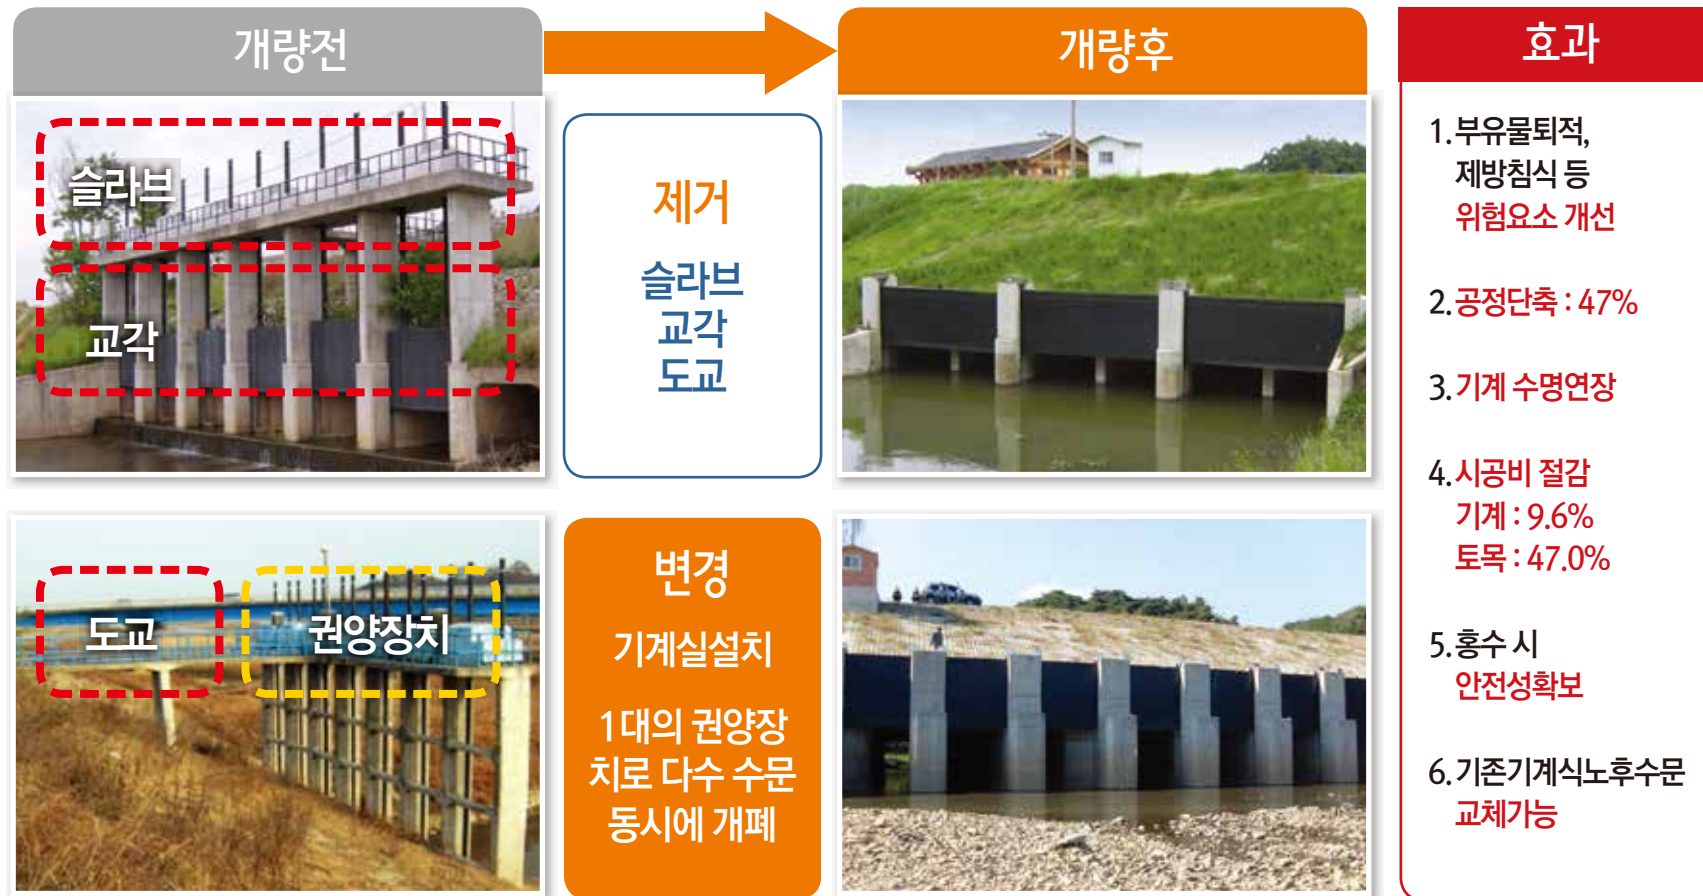 개량전
개량후
효과
슬라브
교각
제거
슬라브
교각
도교
도교
권양장치
변경
기계실설치
1대의 권양장
치로 다수 수문
동시에 개폐
1. 부유물퇴적,
제방침식 등
위험요소 개선
2. 공정단축 : 47%
3. 기계 수명연장
4. 시공비 절감
기계 : 9.6%
토목 : 47.0%
5. 홍수 시
안전성확보
6. 기존기계식노후수문
교체가능